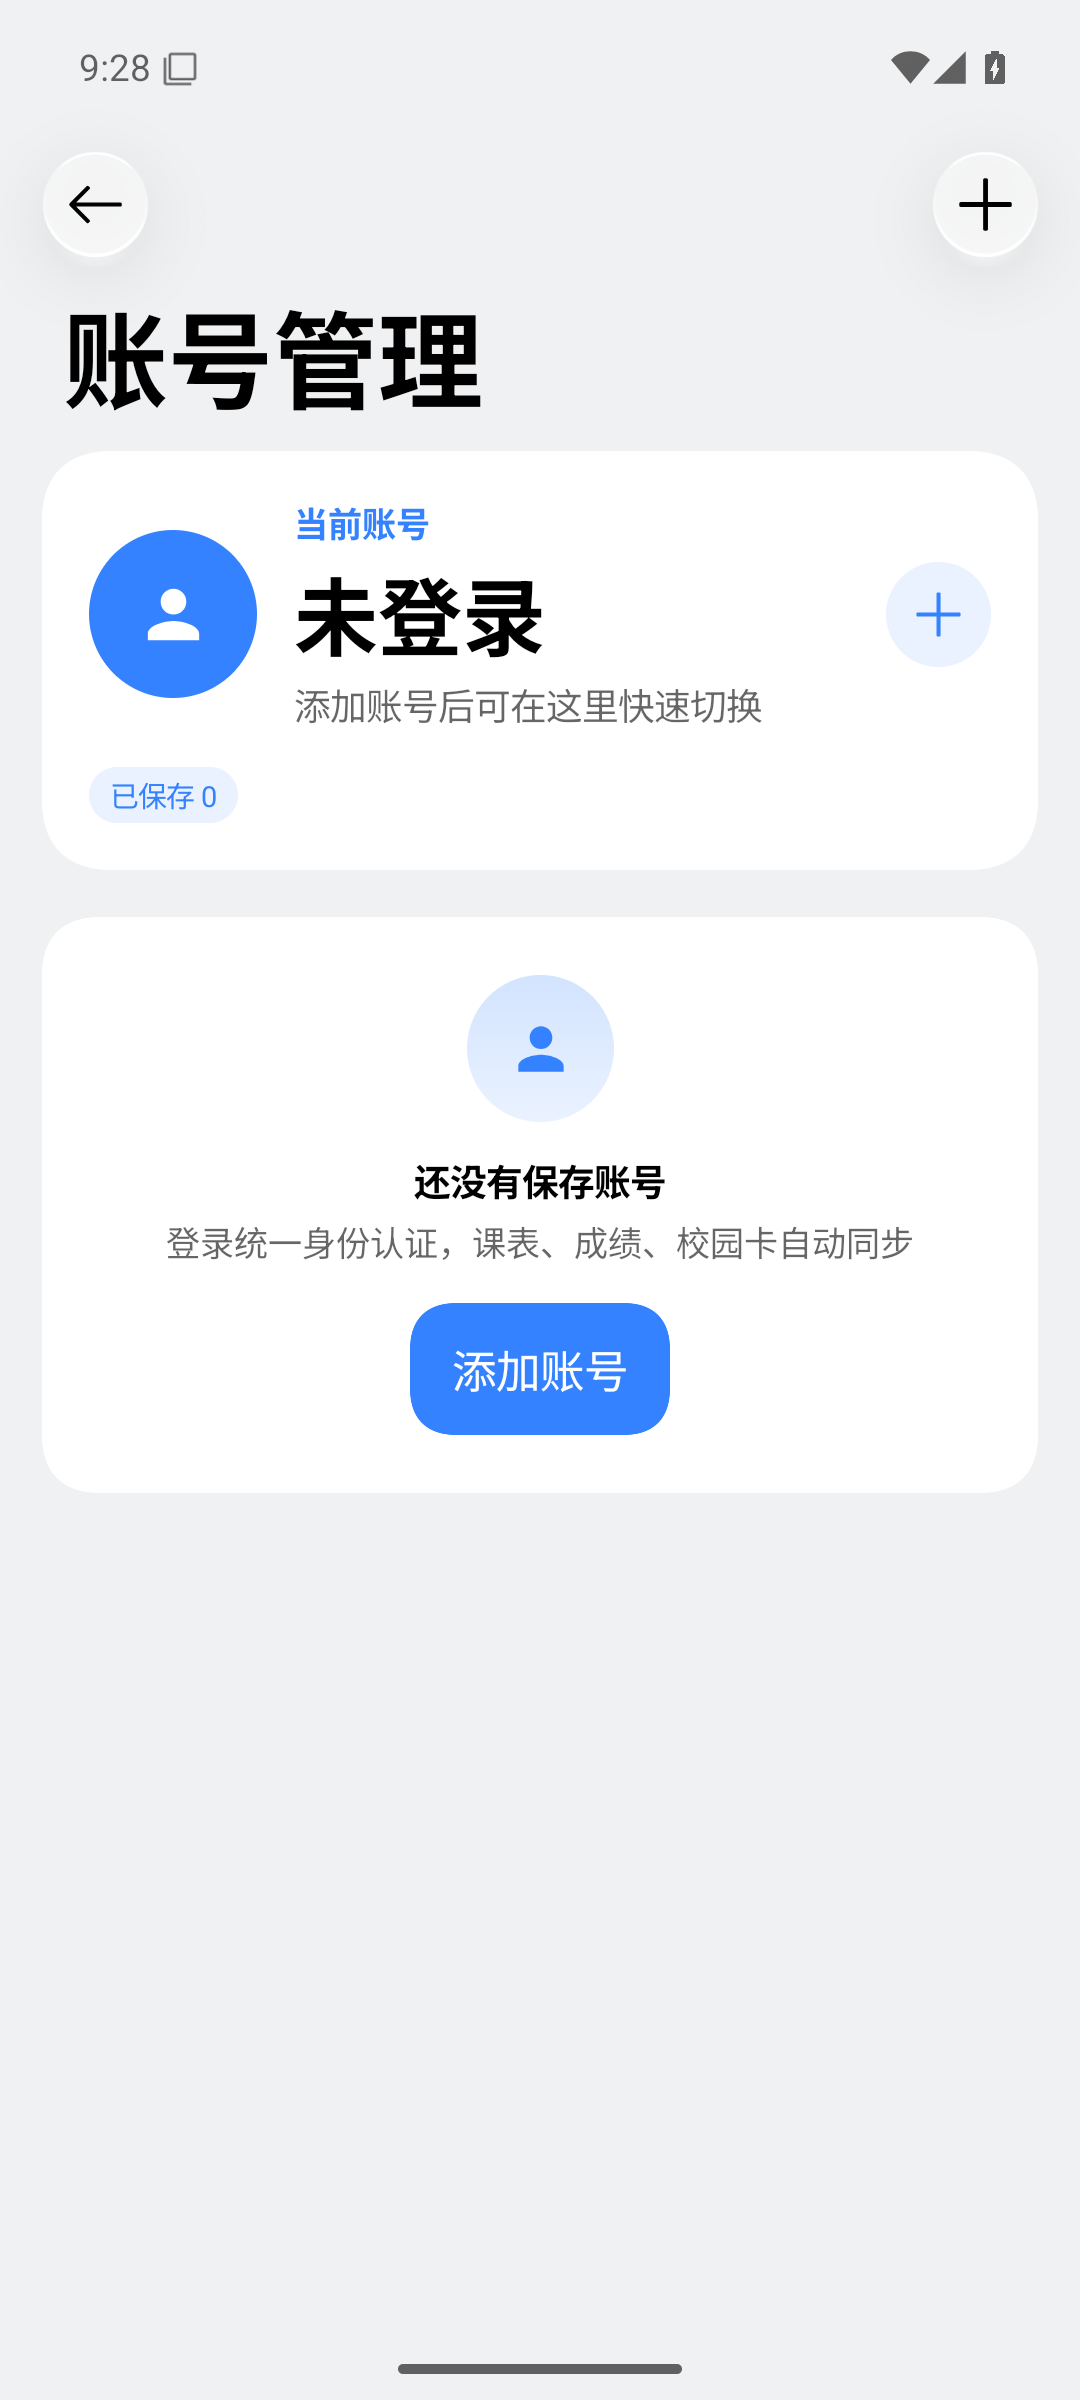 9:28
账号管理
当前账号
未登录
添加账号后可在这里快速切换
已保存 0
还没有保存账号
登录统一身份认证，课表、成绩、校园卡自动同步
添加账号